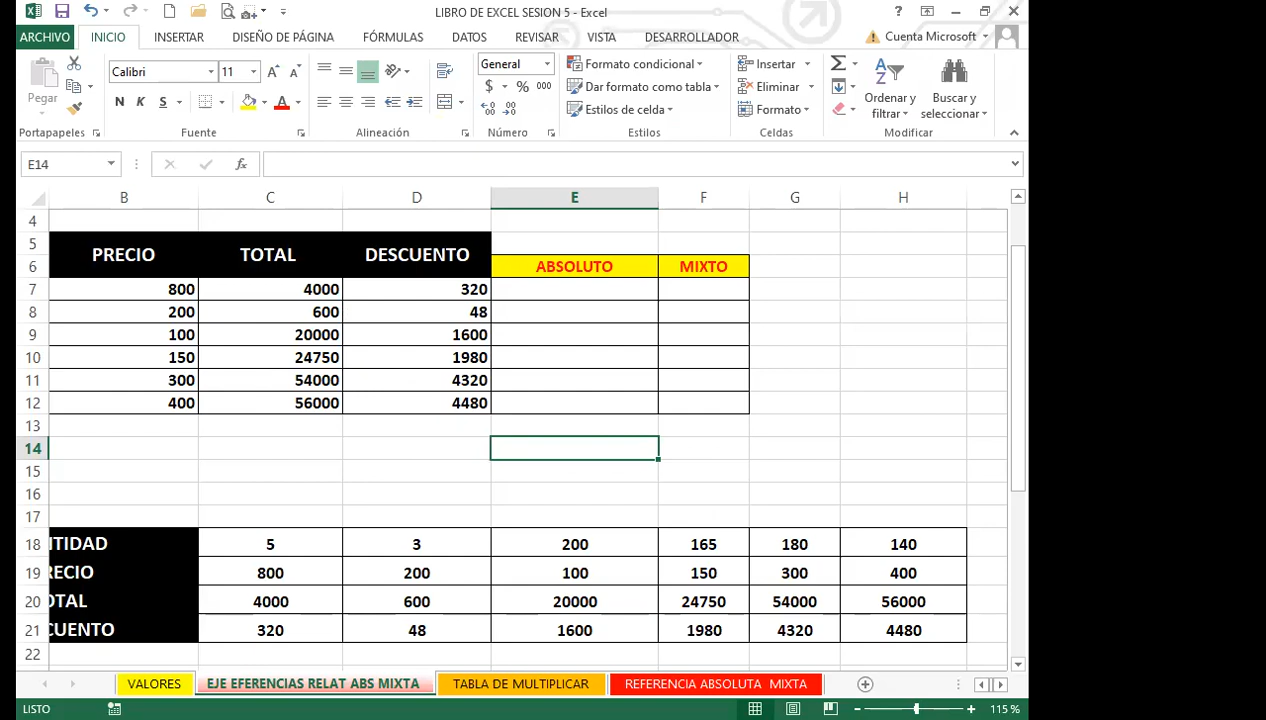 LIBRO DE EXCEL SESION 5 - Excel
?
ARCHIVO INICIO INSERTAR DISEÑO DE PÁGINA FÓRMULAS DATOS REVISAR VISTA DESARROLLADOR Cuenta Microsoft
Pegar
Calibri 11
N K S
General
$ % 000
Formato condicional
Dar formato como tabla
Estilos de celda
Insertar
Eliminar
Formato
Ordenar y filtrar
Buscar y seleccionar
Portapapeles Fuente Alineación Número Estilos Celdas Modificar
E14 fx
B C D E F G H
4
5 PRECIO TOTAL DESCUENTO
6 ABSOLUTO MIXTO
7 800 4000 320
8 200 600 48
9 100 20000 1600
10 150 24750 1980
11 300 54000 4320
12 400 56000 4480
13
14
15
16
17
18 NTIDAD 5 3 200 165 180 140
19 RECIO 800 200 100 150 300 400
20 OTAL 4000 600 20000 24750 54000 56000
21 CUENTO 320 48 1600 1980 4320 4480
22
VALORES EJE EFERENCIAS RELAT ABS MIXTA TABLA DE MULTIPLICAR REFERENCIA ABSOLUTA MIXTA
LISTO 115 %